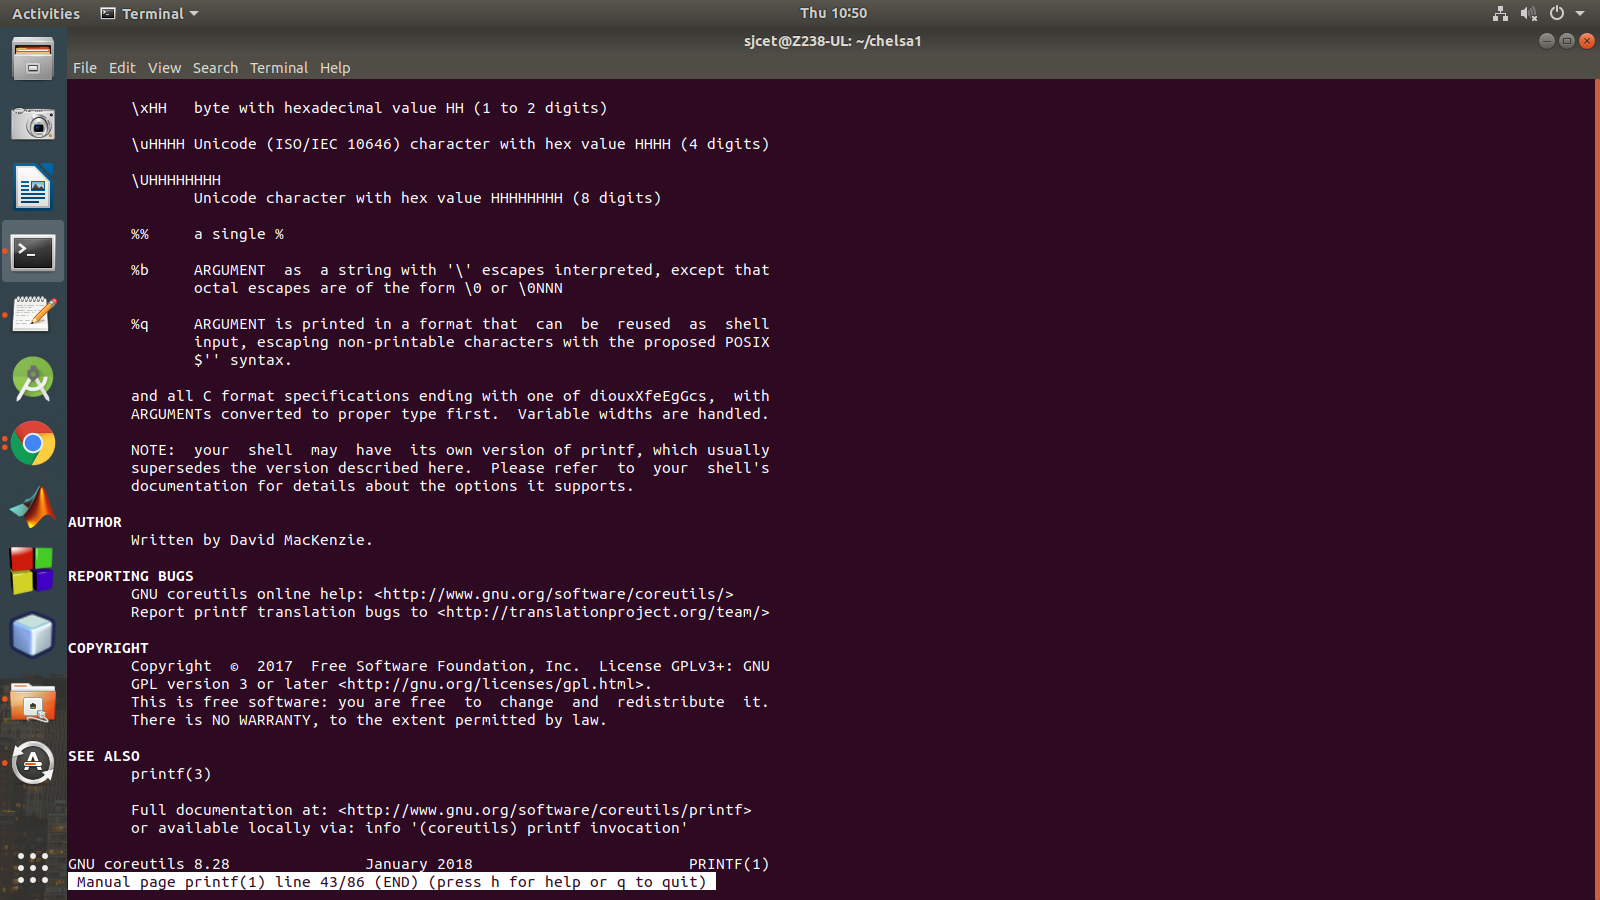 Activities Terminal Thu 10:50
sjcet@Z238-UL: ~/chelsa1
File Edit View Search Terminal Help
\xHH   byte with hexadecimal value HH (1 to 2 digits)
\uHHHH Unicode (ISO/IEC 10646) character with hex value HHHH (4 digits)
\UHHHHHHHH
Unicode character with hex value HHHHHHHH (8 digits)
%%     a single %
%b     ARGUMENT  as  a string with '\' escapes interpreted, except that
octal escapes are of the form \0 or \0NNN
%q     ARGUMENT is printed in a format that  can  be  reused  as  shell
input, escaping non-printable characters with the proposed POSIX
$'' syntax.
and all C format specifications ending with one of diouxXfeEgGcs,  with
ARGUMENTs converted to proper type first.  Variable widths are handled.
NOTE:  your  shell  may  have  its own version of printf, which usually
supersedes the version described here.  Please refer  to  your  shell's
documentation for details about the options it supports.
AUTHOR
Written by David MacKenzie.
REPORTING BUGS
GNU coreutils online help: <http://www.gnu.org/software/coreutils/>
Report printf translation bugs to <http://translationproject.org/team/>
COPYRIGHT
Copyright  ©  2017  Free Software Foundation, Inc.  License GPLv3+: GNU
GPL version 3 or later <http://gnu.org/licenses/gpl.html>.
This is free software: you are free  to  change  and  redistribute  it.
There is NO WARRANTY, to the extent permitted by law.
SEE ALSO
printf(3)
Full documentation at: <http://www.gnu.org/software/coreutils/printf>
or available locally via: info '(coreutils) printf invocation'
GNU coreutils 8.28               January 2018                        PRINTF(1)
Manual page printf(1) line 43/86 (END) (press h for help or q to quit)